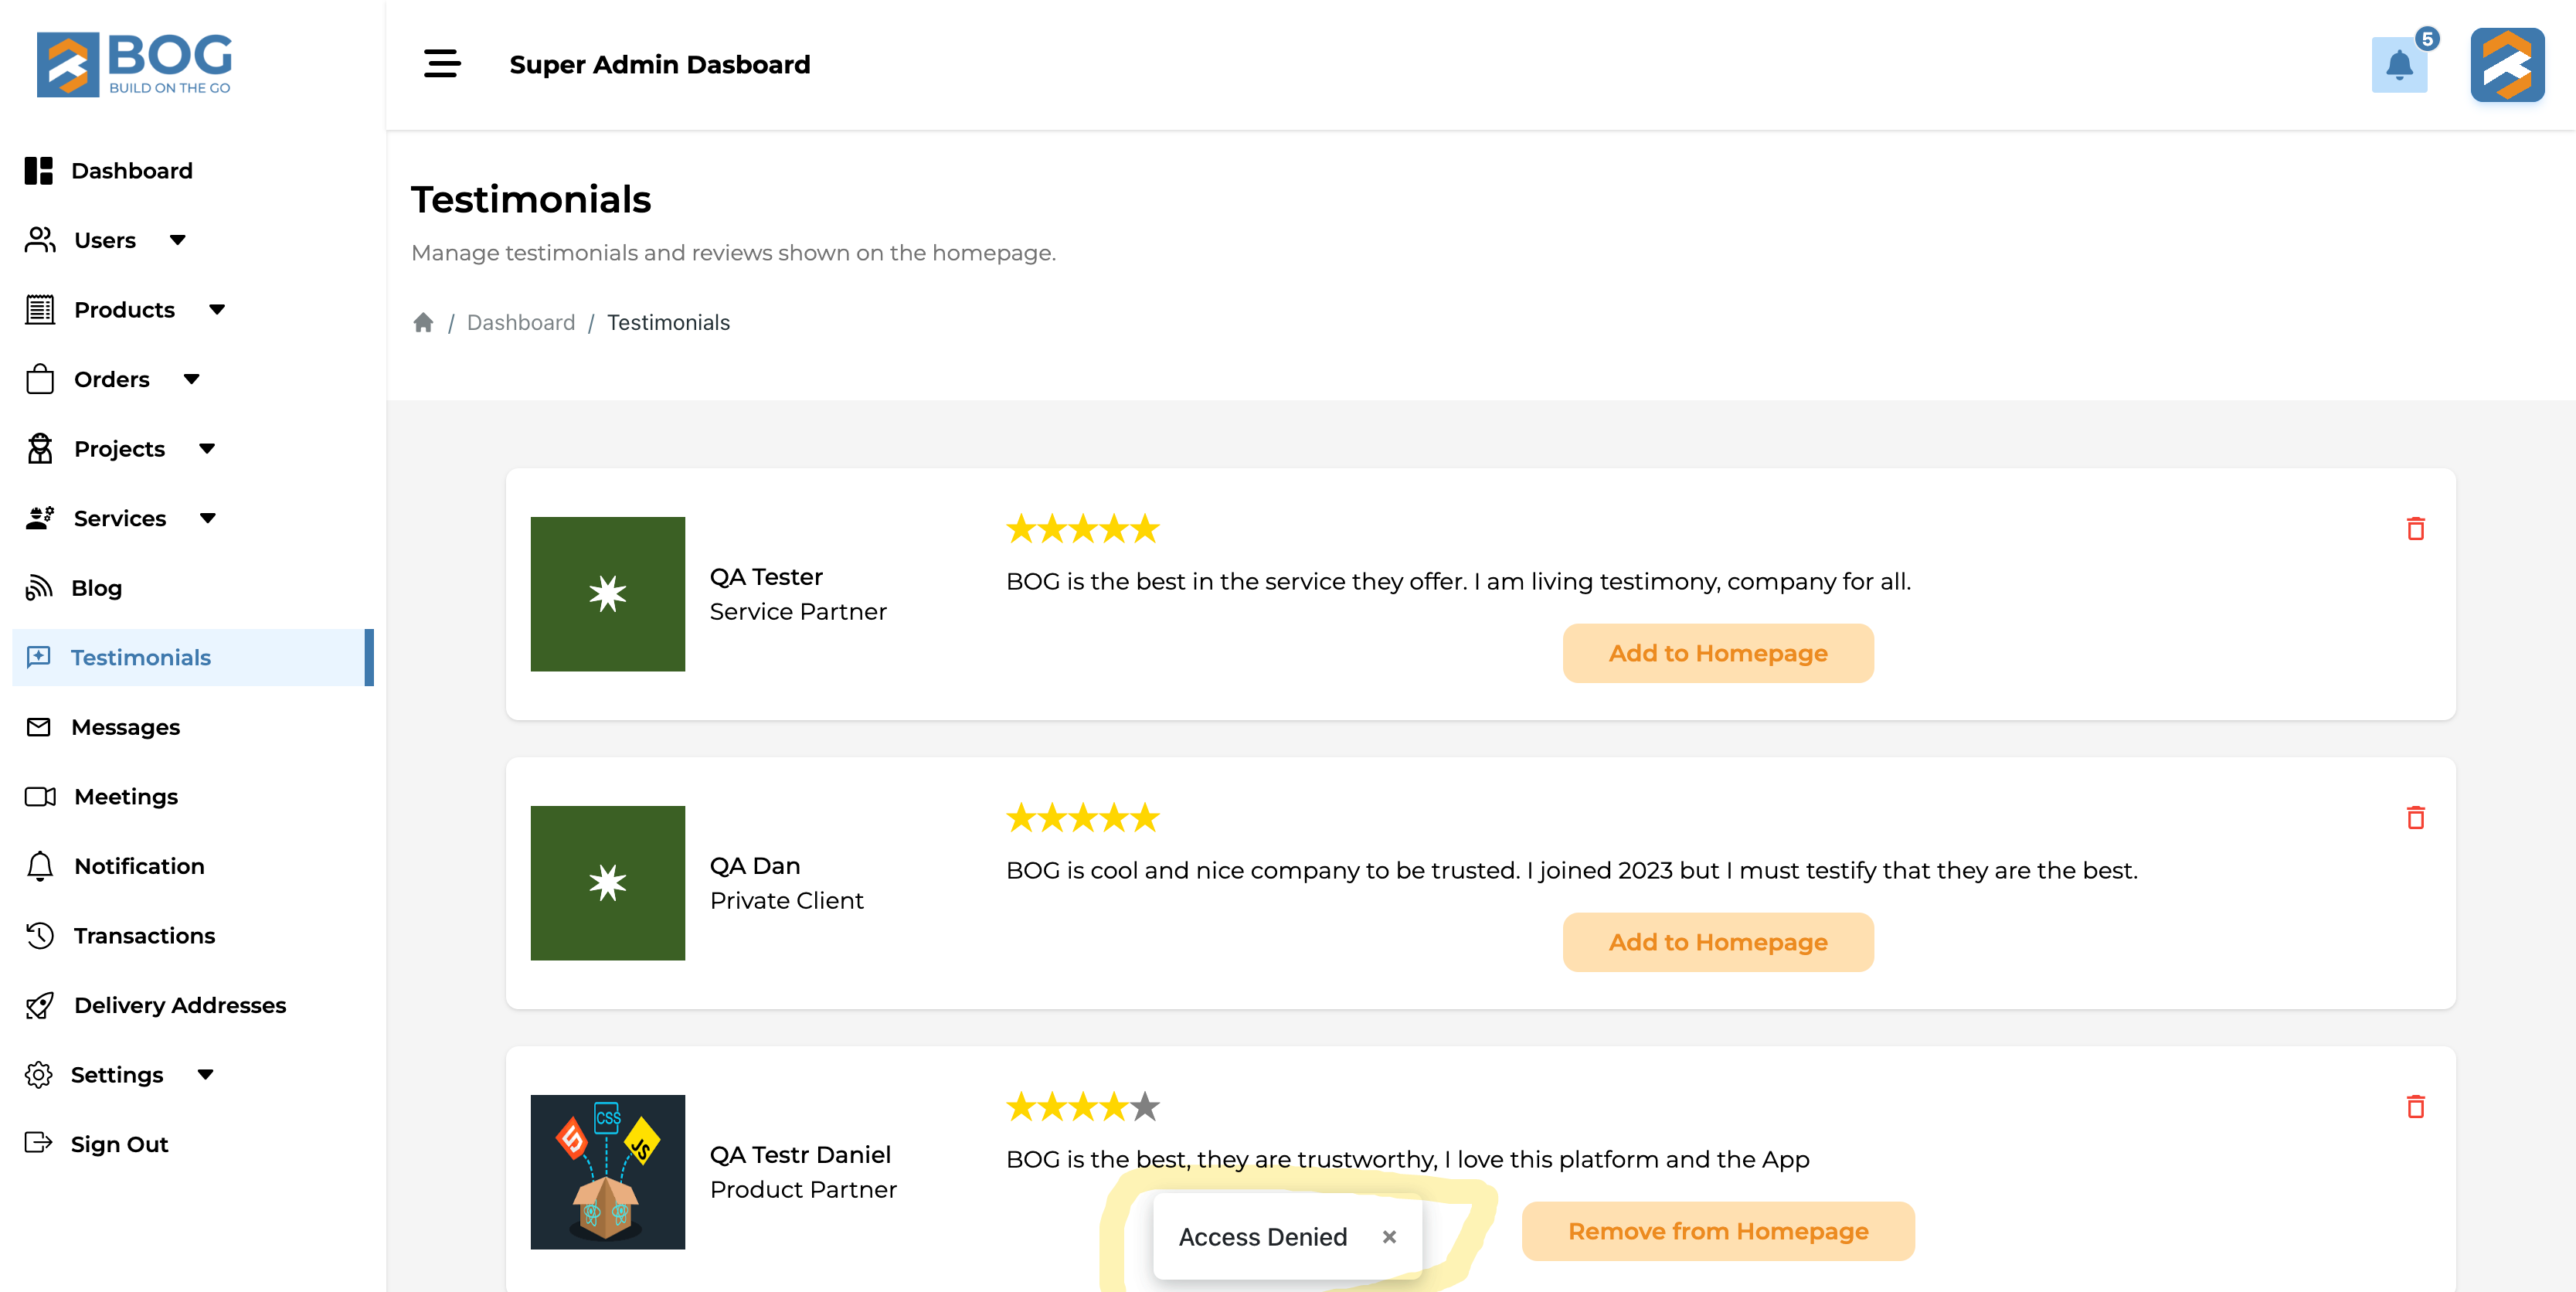 BOG
BUILD ON THE GO
Super Admin Dasboard
5
Dashboard
Users
Products
Orders
Projects
Services
Blog
Testimonials
Messages
Meetings
Notification
Transactions
Delivery Addresses
Settings
Sign Out
Testimonials
Manage testimonials and reviews shown on the homepage.
/ Dashboard / Testimonials
QA Tester
Service Partner
BOG is the best in the service they offer. I am living testimony, company for all.
Add to Homepage
QA Dan
Private Client
BOG is cool and nice company to be trusted. I joined 2023 but I must testify that they are the best.
Add to Homepage
CSS
5
JS
QA Testr Daniel
Product Partner
BOG is the best, they are trustworthy, I love this platform and the App
Access Denied ×
Remove from Homepage